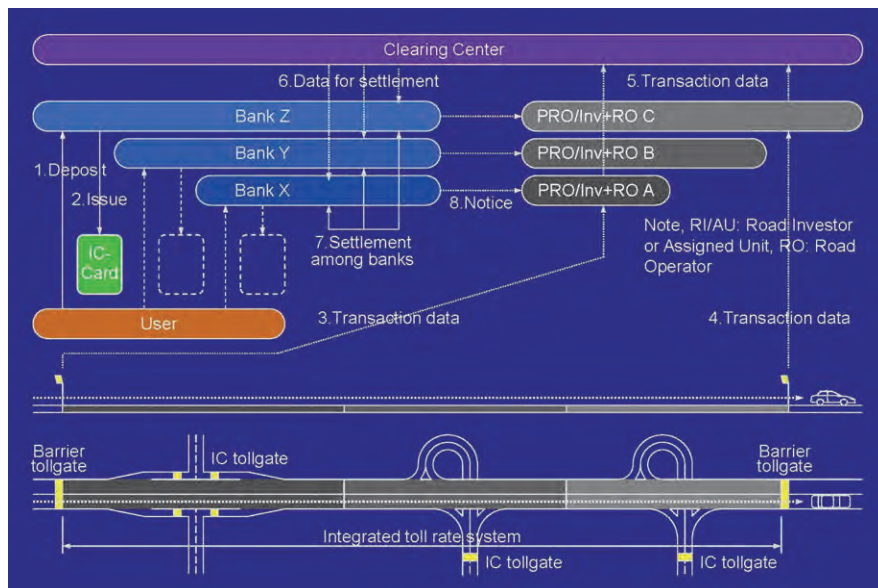 Clearing Center
6.Data for settlement
5.Transaction data
Bank Z
PRO/Inv+RO C
Bank Y
PRO/Inv+RO B
1.Deposit
Bank X
PRO/Inv+RO A
2.Issue
8.Notice
IC-
Card
7.Settlement
among banks
Note, RI/AU: Road Investor
or Assigned Unit, RO: Road
Operator
User
3.Transaction data
4.Transaction data
Barrier
tollgate
IC tollgate
Barrier
tollgate
Integrated toll rate system
IC tollgate
IC tollgate